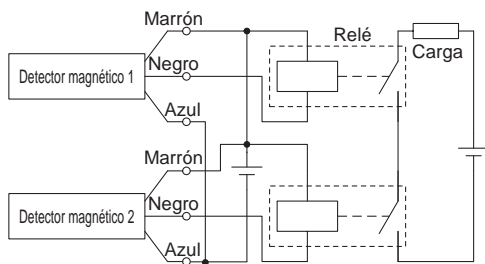 Marrón
Relé
Carga
Detector magnético 1
Negro
Azul
Marrón
Detector magnético 2
Negro
Azul